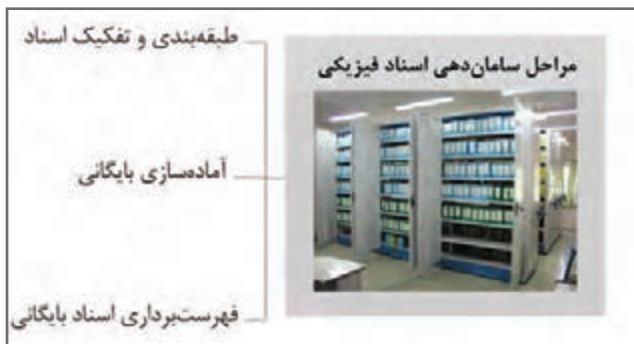 مراحل سامان‌دهی اسناد فیزیکی
طبقه‌بندی و تفکیک اسناد
آماده‌سازی بایگانی
فهرست‌برداری اسناد بایگانی